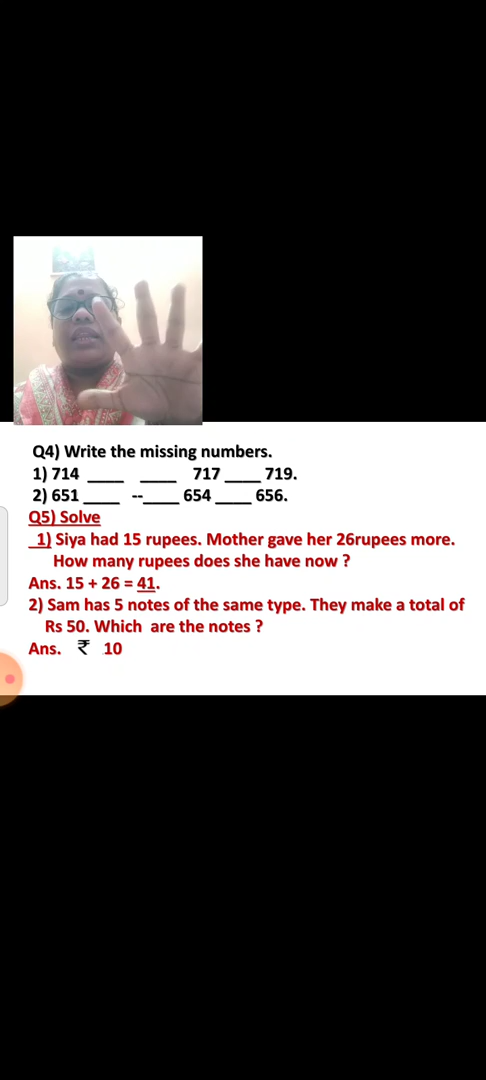 Q4) Write the missing numbers.
1) 714 ____ ____ 717 ____ 719.
2) 651 ____ --____ 654 ____ 656.
Q5) Solve
1) Siya had 15 rupees. Mother gave her 26rupees more.
How many rupees does she have now ?
Ans. 15 + 26 = 41.
2) Sam has 5 notes of the same type. They make a total of
Rs 50. Which are the notes ?
Ans. ₹ 10